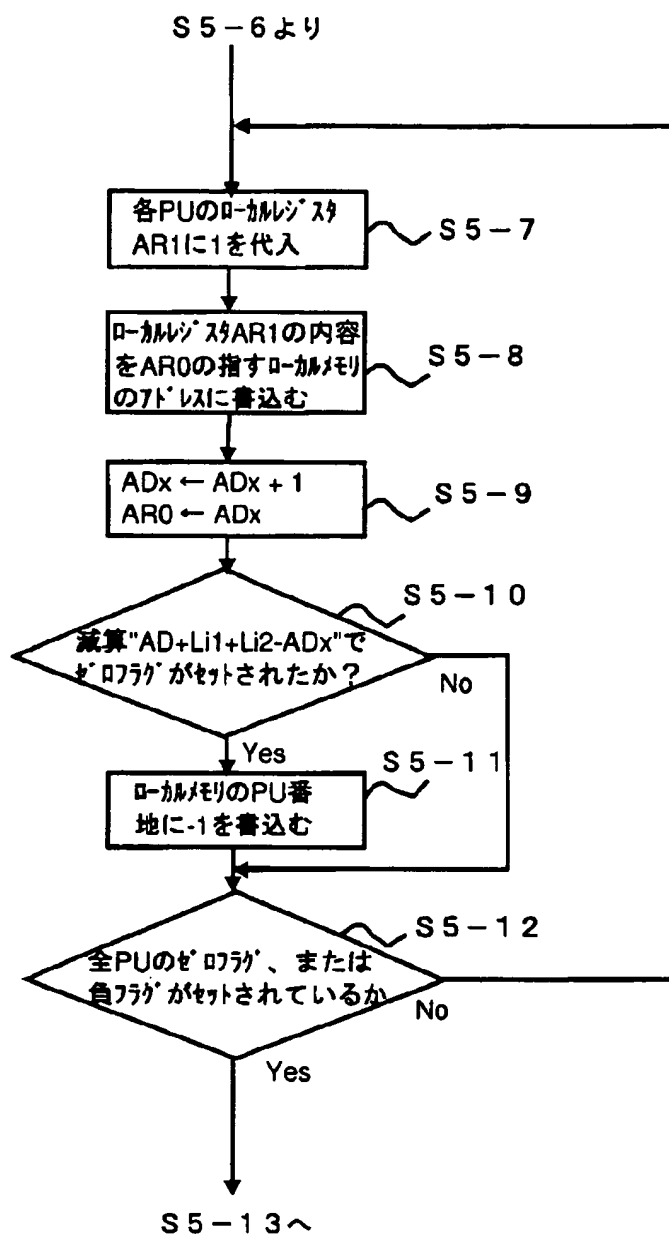 S5-6より
各PUのローカルレジスタ
AR1に1を代入
S5-7
ローカルレジスタAR1の内容
をAR0の指すローカルメモリ
のアドレスに書込む
S5-8
ADx ← ADx + 1
AR0 ← ADx
S5-9
S5-10
減算"AD+Li1+Li2-ADx"で
ゼロフラグがセットされたか？
No
Yes
S5-11
ローカルメモリのPU番
地に-1を書込む
S5-12
全PUのゼロフラグ、または
負フラグがセットされているか
No
Yes
S5-13へ